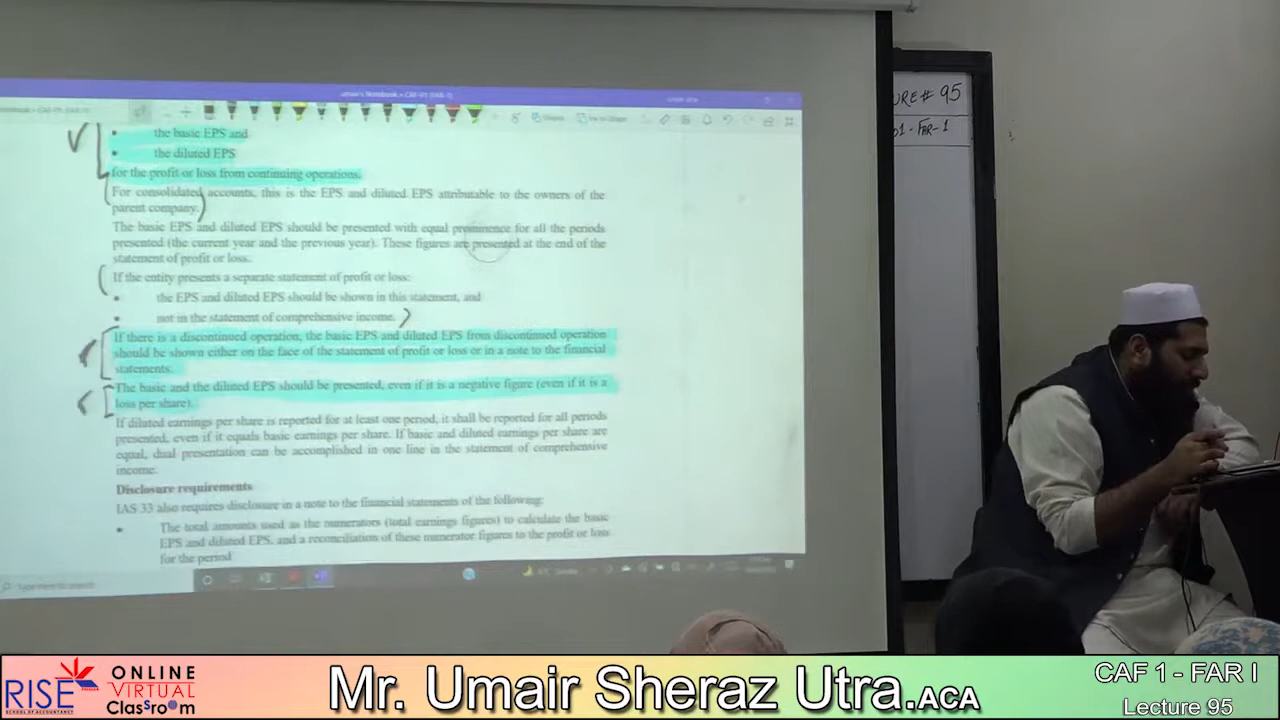 umair's Notebook » CAF-01 (FAR-1)
the basic EPS and
the diluted EPS
for the profit or loss from continuing operations.
For consolidated accounts, this is the EPS and diluted EPS attributable to the owners of the
parent company.
The basic EPS and diluted EPS should be presented with equal prominence for all the periods
presented (the current year and the previous year). These figures are presented at the end of the
statement of profit or loss.
If the entity presents a separate statement of profit or loss:
the EPS and diluted EPS should be shown in this statement, and
not in the statement of comprehensive income.
If there is a discontinued operation, the basic EPS and diluted EPS from discontinued operation
should be shown either on the face of the statement of profit or loss or in a note to the financial
statements.
The basic and the diluted EPS should be presented, even if it is a negative figure (even if it is a
loss per share).
If diluted earnings per share is reported for at least one period, it shall be reported for all periods
presented, even if it equals basic earnings per share. If basic and diluted earnings per share are
equal, dual presentation can be accomplished in one line in the statement of comprehensive
income.
Disclosure requirements
IAS 33 also requires disclosure in a note to the financial statements of the following:
The total amounts used as the numerators (total earnings figures) to calculate the basic
EPS and diluted EPS, and a reconciliation of these numerator figures to the profit or loss
for the period
URE# 95
01 - FAR-1
RISE
SCHOOL OF ACCOUNTANCY
ONLINE
VIRTUAL
ClassrOOm
Mr. Umair Sheraz Utra.ACA
CAF 1 - FAR I
Lecture 95